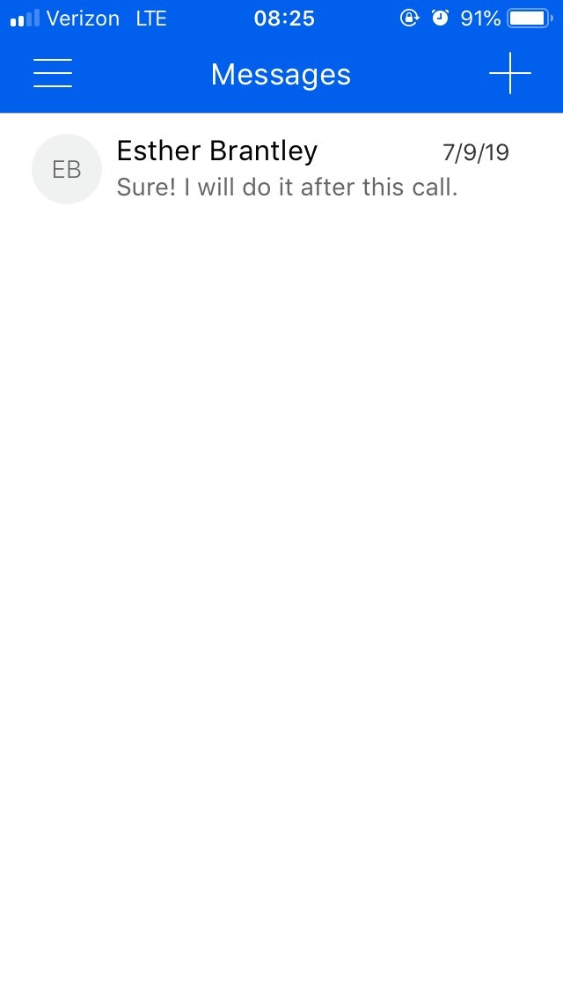 Verizon LTE 08:25 91%
Messages
EB
Esther Brantley 7/9/19
Sure! I will do it after this call.